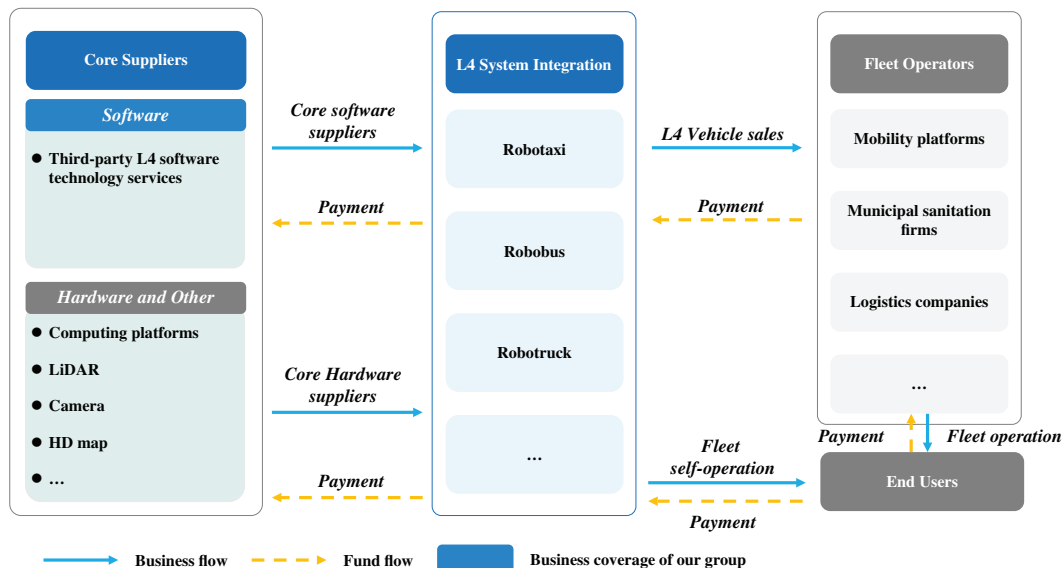 Core Suppliers
Software
● Third-party L4 software
technology services
Hardware and Other
● Computing platforms
● LiDAR
● Camera
● HD map
● ...
Core software
suppliers
Payment
Core Hardware
suppliers
Payment
L4 System Integration
Robotaxi
Robobus
Robotruck
...
L4 Vehicle sales
Payment
Fleet
self-operation
Payment
Fleet Operators
Mobility platforms
Municipal sanitation
firms
Logistics companies
...
Payment
Fleet operation
End Users
Business flow
Fund flow
Business coverage of our group